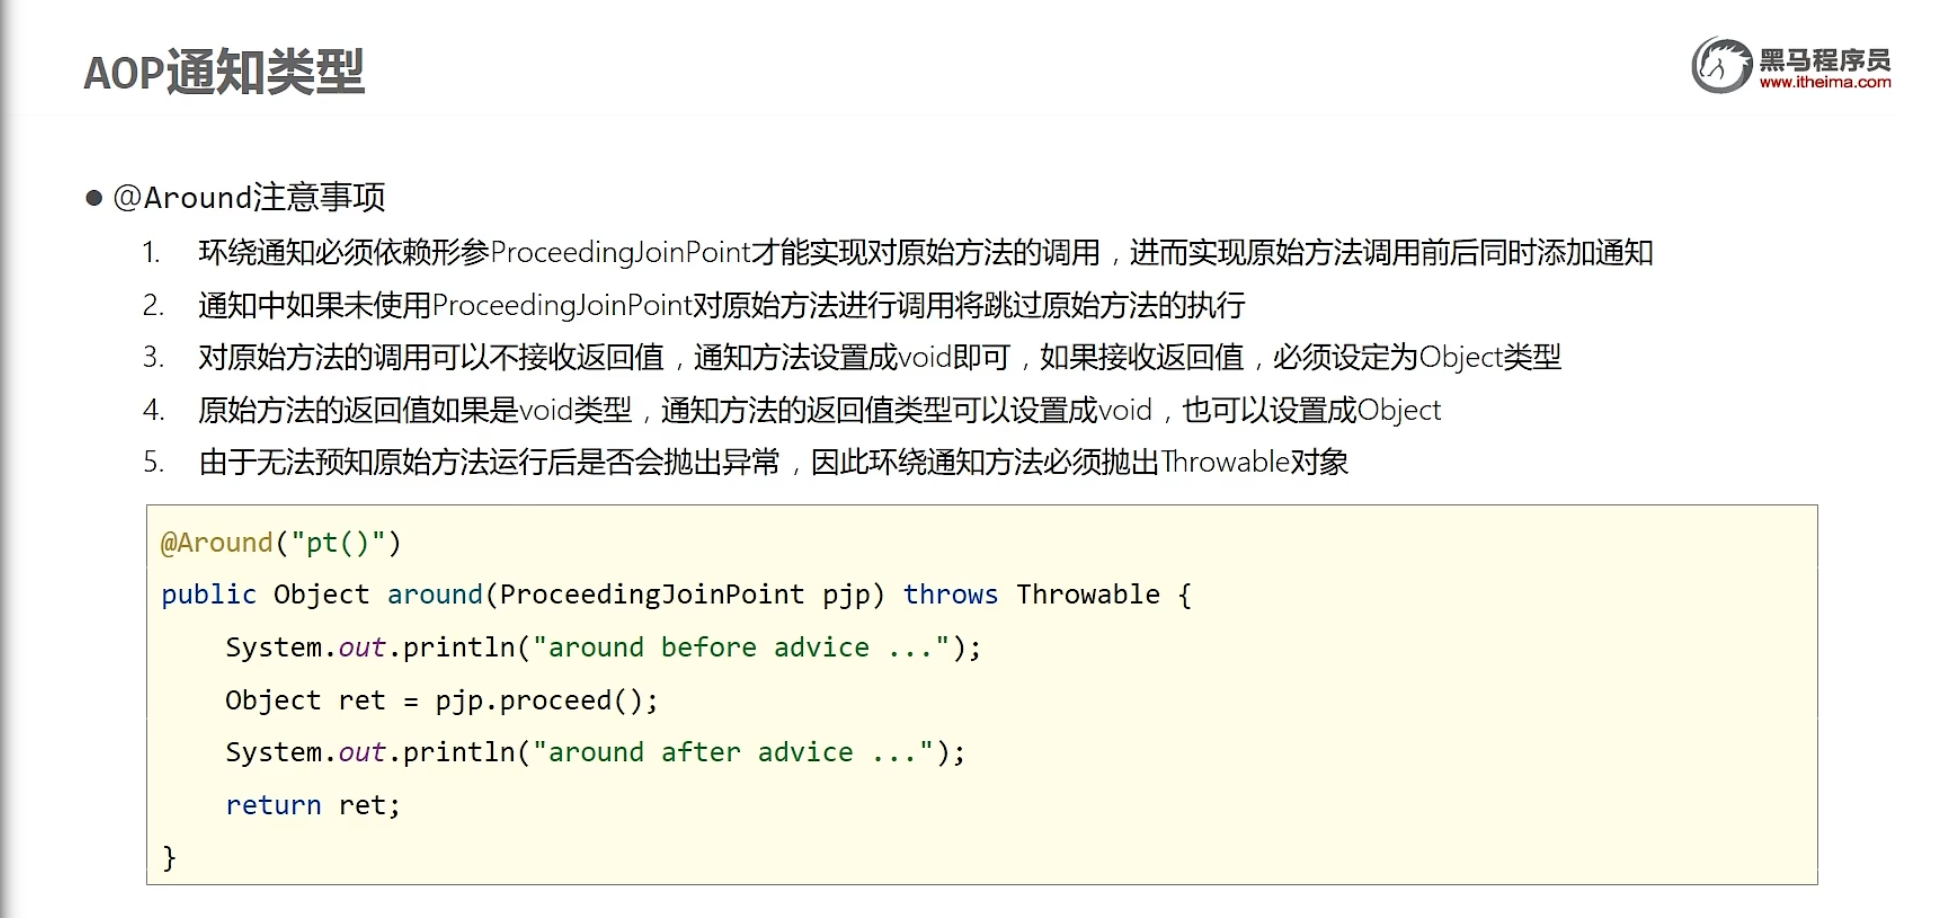 AOP通知类型
黑马程序员
www.itheima.com
● @Around注意事项
1. 环绕通知必须依赖形参ProceedingJoinPoint才能实现对原始方法的调用，进而实现原始方法调用前后同时添加通知
2. 通知中如果未使用ProceedingJoinPoint对原始方法进行调用将跳过原始方法的执行
3. 对原始方法的调用可以不接收返回值，通知方法设置成void即可，如果接收返回值，必须设定为Object类型
4. 原始方法的返回值如果是void类型，通知方法的返回值类型可以设置成void，也可以设置成Object
5. 由于无法预知原始方法运行后是否会抛出异常，因此环绕通知方法必须抛出Throwable对象
@Around("pt()")
public Object around(ProceedingJoinPoint pjp) throws Throwable {
    System.out.println("around before advice ...");
    Object ret = pjp.proceed();
    System.out.println("around after advice ...");
    return ret;
}